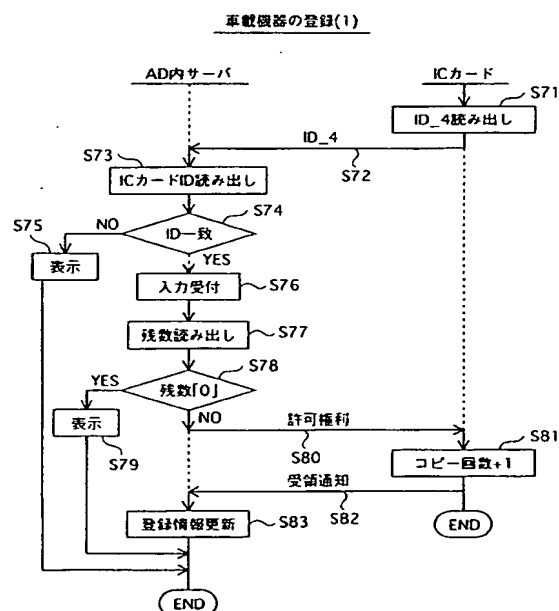 車載機器の登録(1)
AD内サーバ
ICカード
S71
ID_4読み出し
ID_4
S72
S73
ICカードID読み出し
S74
ID一致
NO
S75
表示
YES
入力受付
S76
残数読み出し
S77
S78
残数「0」
YES
表示
S79
NO
許可権利
S80
S81
コピー回数+1
受領通知
S82
登録情報更新
S83
END
END